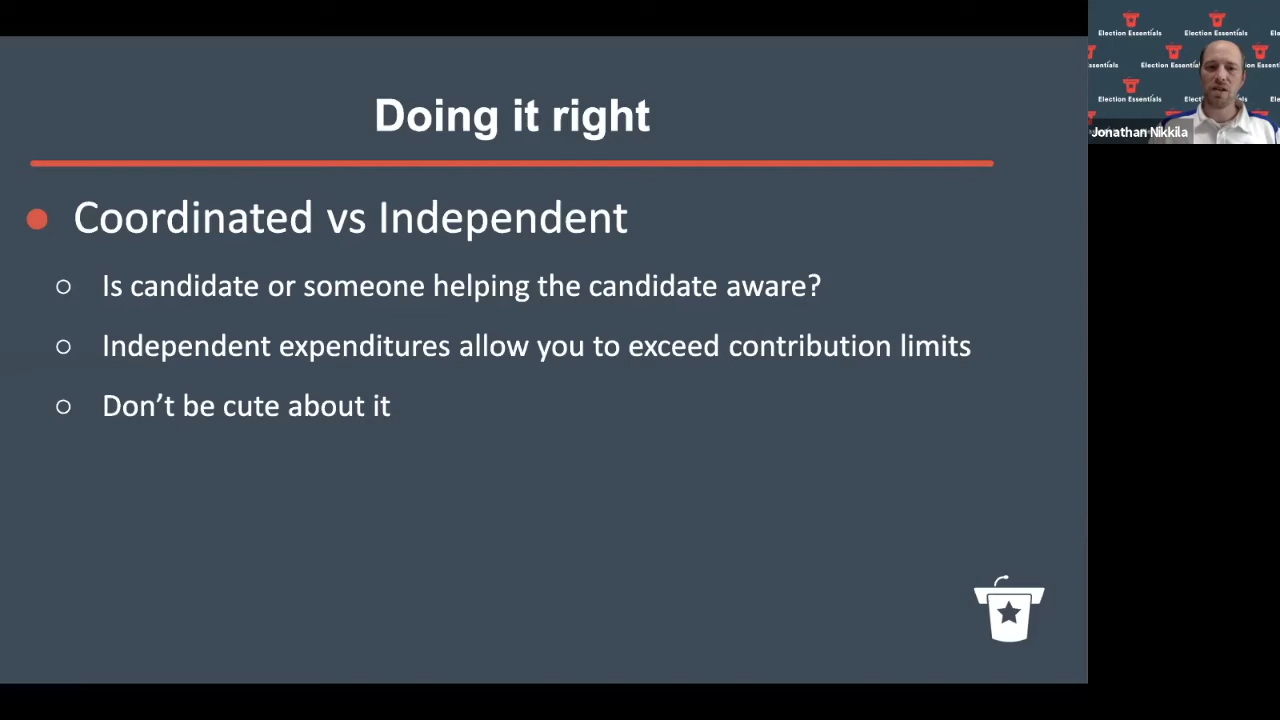 Doing it right
Coordinated vs Independent
Is candidate or someone helping the candidate aware?
Independent expenditures allow you to exceed contribution limits
Don't be cute about it
Election Essentials
Election Essentials
Election Essentials
Election Essentials
Jonathan Nikkila